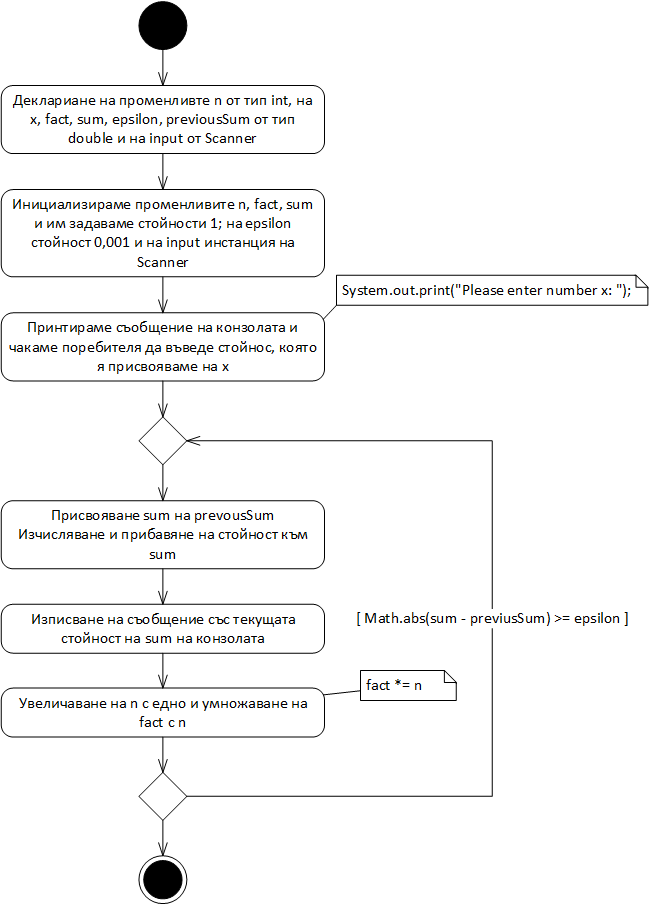 Деклариане на променливте n от тип int, на
x, fact, sum, epsilon, previousSum от тип
double и на input от Scanner
Инициализираме променливите n, fact, sum
и им задаваме стойности 1; на epsilon
стойност 0,001 и на input инстанция на
Scanner
System.out.print("Please enter number x: ");
Принтираме съобщение на конзолата и
чакаме поребителя да въведе стойнос, която
я присвояваме на x
Присвояване sum на prevousSum
Изчисляване и прибавяне на стойност към
sum
Изписване на съобщение със текущата
стойност на sum на конзолата
[ Math.abs(sum - previusSum) >= epsilon ]
fact *= n
Увеличаване на n с едно и умножаване на
fact с n